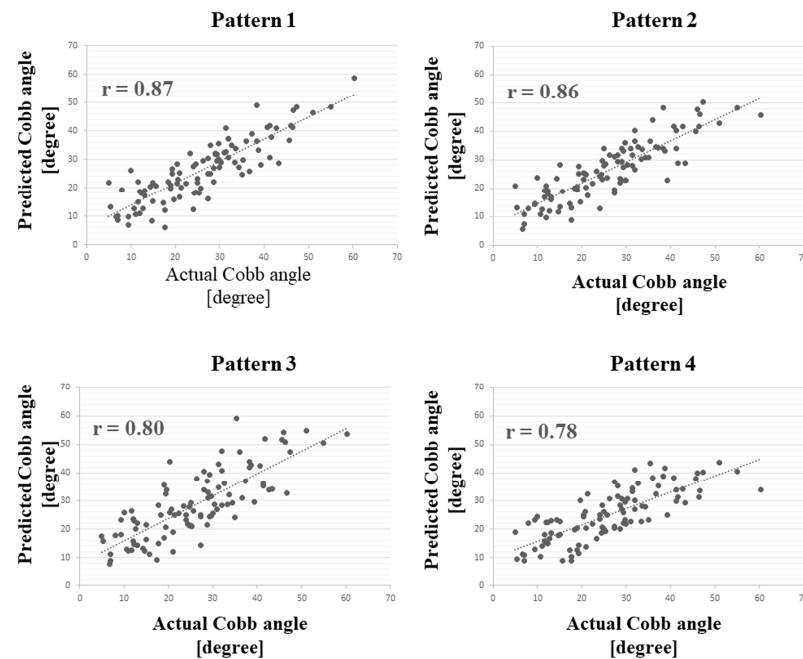 Pattern 1
70
60
50
40
30
20
10
0
r = 0.87
Predicted Cobb angle
[degree]
0 10 20 30 40 50 60 70
Actual Cobb angle
[degree]
Pattern 2
70
60
50
40
30
20
10
0
r = 0.86
Predicted Cobb angle
[degree]
0 10 20 30 40 50 60 70
Actual Cobb angle
[degree]
Pattern 3
70
60
50
40
30
20
10
0
r = 0.80
Predicted Cobb angle
[degree]
0 10 20 30 40 50 60 70
Actual Cobb angle
[degree]
Pattern 4
70
60
50
40
30
20
10
0
r = 0.78
Predicted Cobb angle
[degree]
0 10 20 30 40 50 60 70
Actual Cobb angle
[degree]